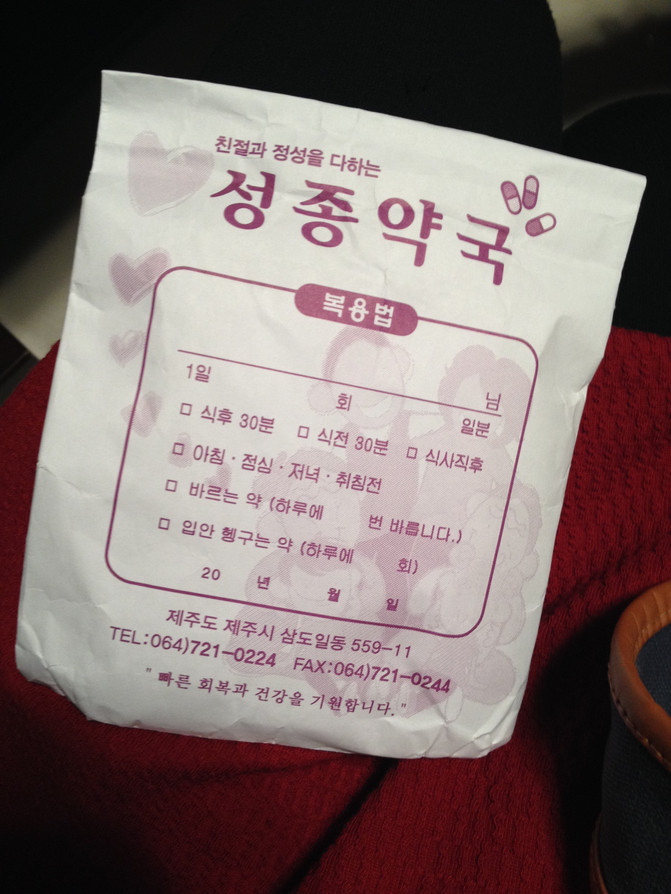 친절과 정성을 다하는
성종약국
복용법
님
1일 회 일분
□ 식후 30분 □ 식전 30분 □ 식사직후
□ 아침 · 점심 · 저녁 · 취침전
□ 바르는 약 (하루에 번 바릅니다.)
□ 입안 헹구는 약 (하루에 회)
20 년 월 일
제주도 제주시 삼도일동 559-11
TEL:064)721-0224 FAX:064)721-0244
" 빠른 회복과 건강을 기원합니다. "